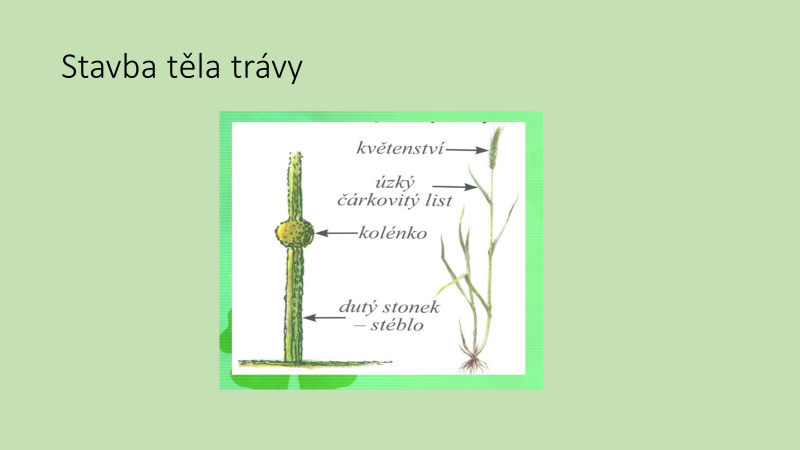 Stavba těla trávy
květenství
úzký
čárkovitý list
kolénko
dutý stonek
– stéblo